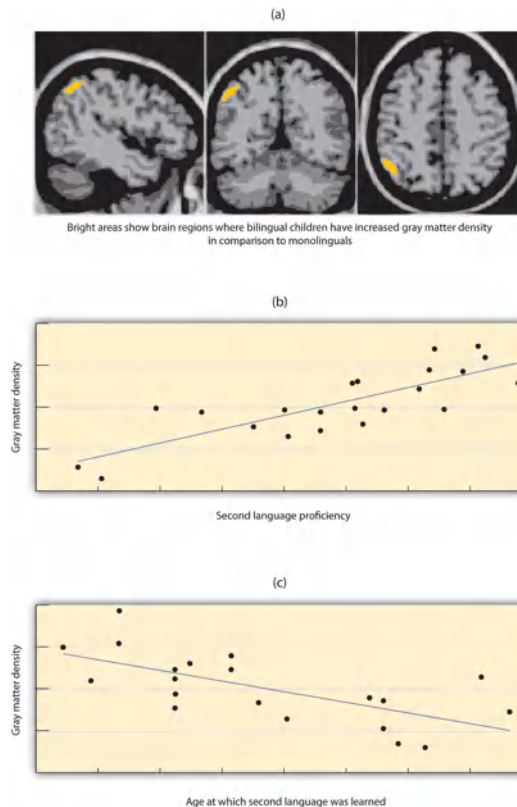 (a)
Bright areas show brain regions where bilingual children have increased gray matter density
in comparison to monolinguals
(b)
Gray matter density
Second language proficiency
(c)
Gray matter density
Age at which second language was learned